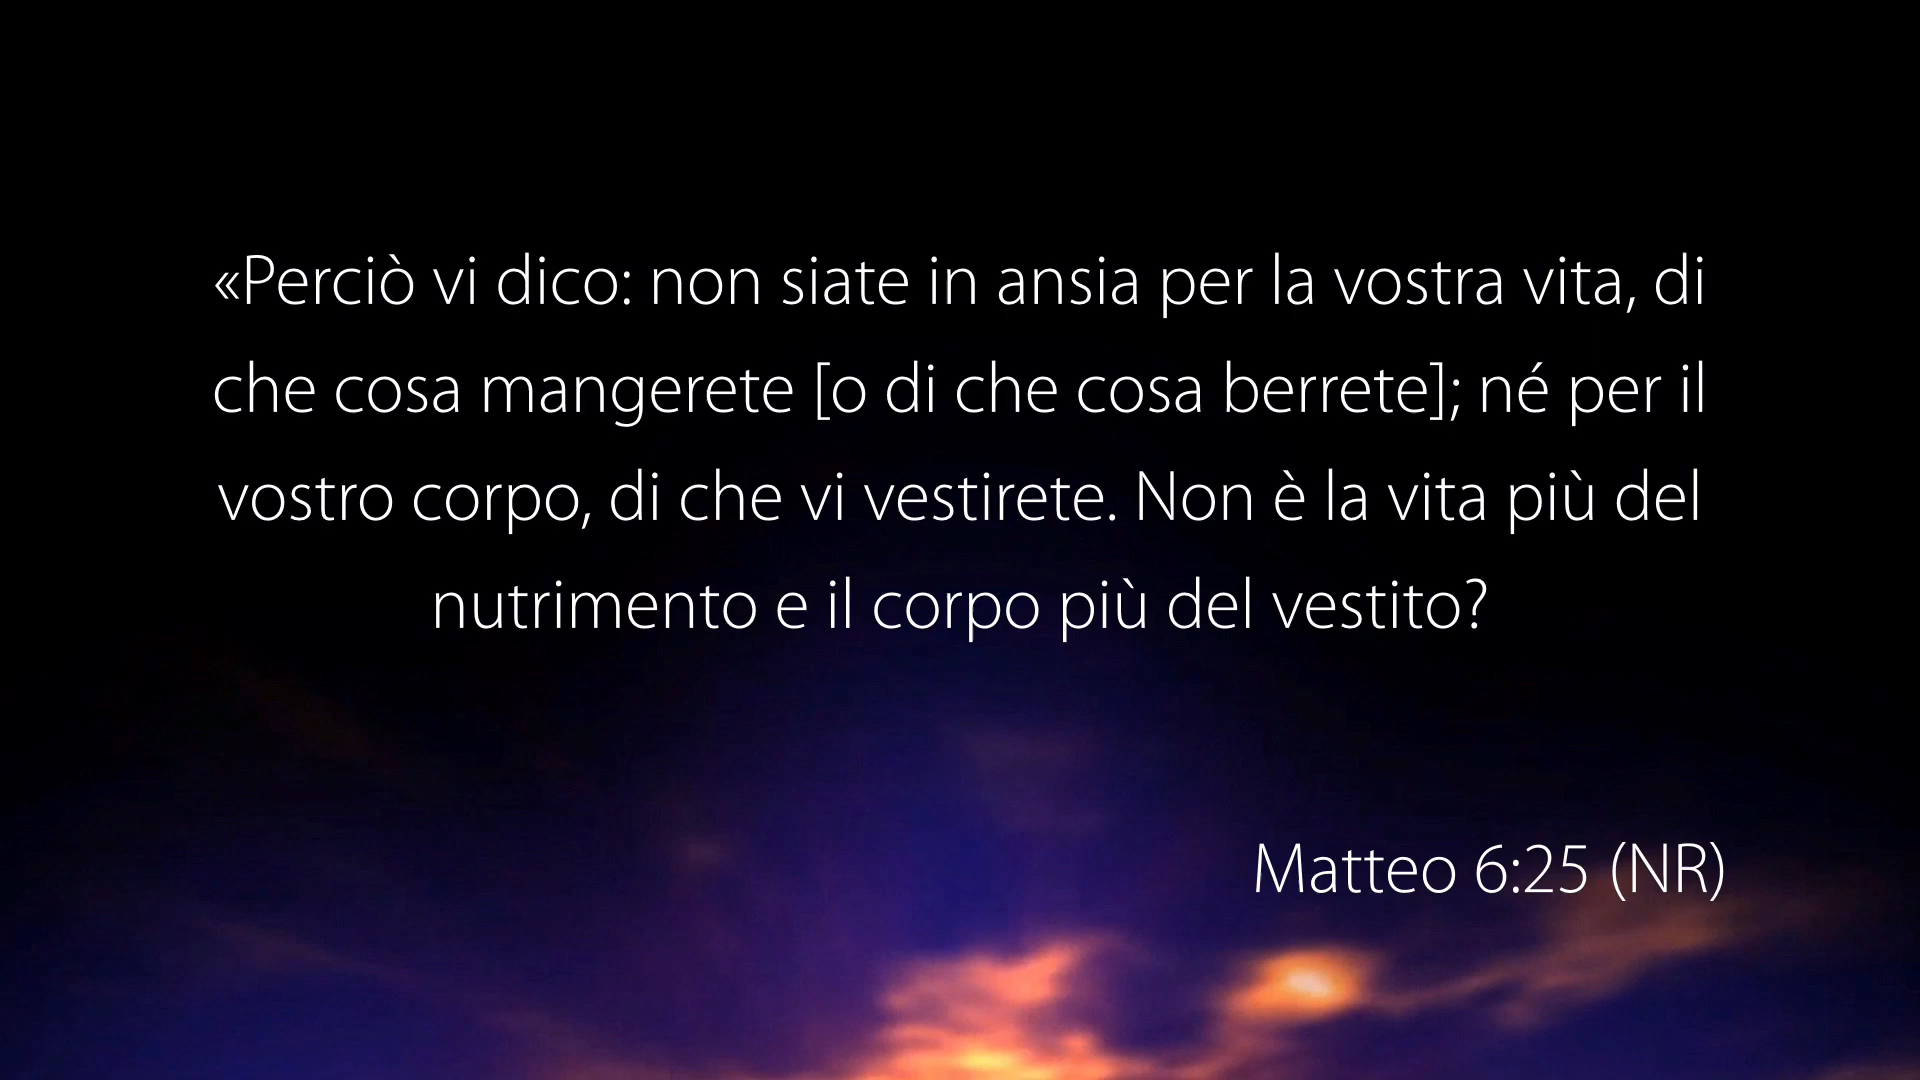 «Perciò vi dico: non siate in ansia per la vostra vita, di
che cosa mangerete [o di che cosa berrete]; né per il
vostro corpo, di che vi vestirete. Non è la vita più del
nutrimento e il corpo più del vestito?
Matteo 6:25 (NR)